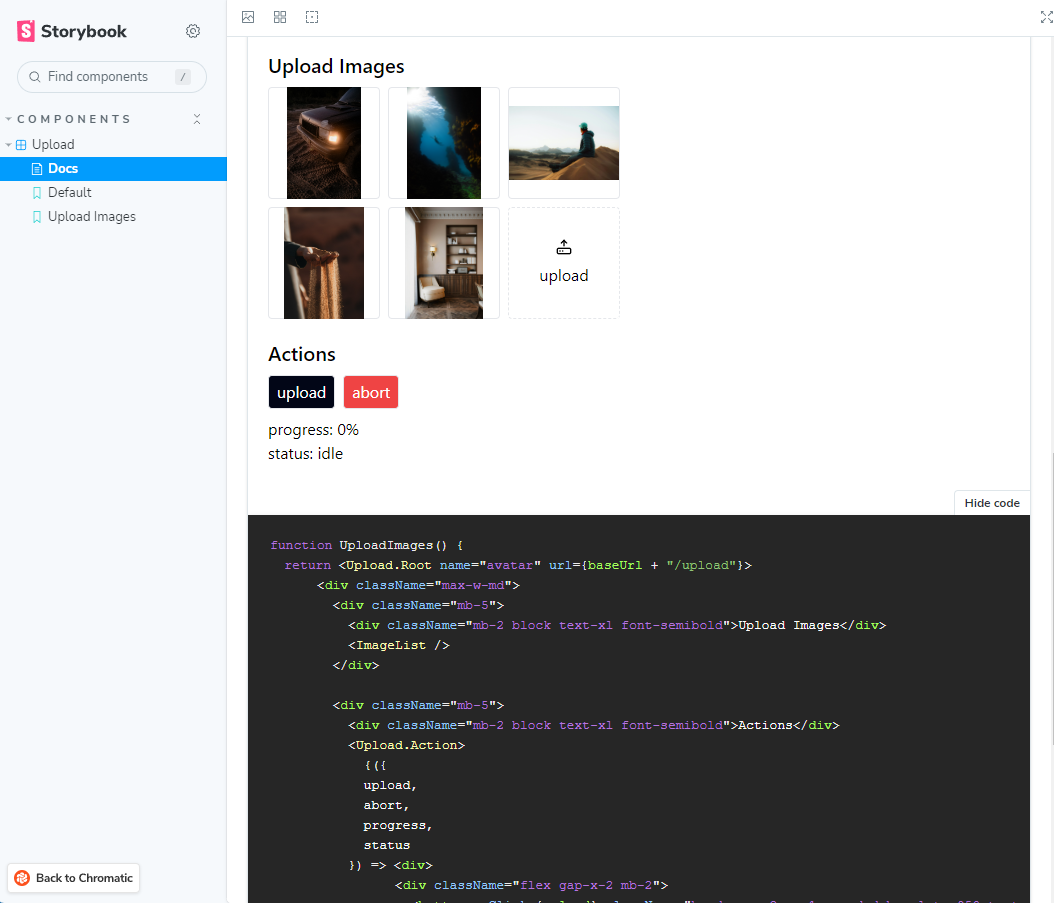 Storybook
Find components /
COMPONENTS
Upload
Docs
Default
Upload Images
Back to Chromatic
Upload Images
upload
Actions
upload abort
progress: 0%
status: idle
Hide code
function UploadImages() {
return <Upload.Root name="avatar" url={baseUrl + "/upload"}>
<div className="max-w-md">
<div className="mb-5">
<div className="mb-2 block text-xl font-semibold">Upload Images</div>
<ImageList />
</div>
<div className="mb-5">
<div className="mb-2 block text-xl font-semibold">Actions</div>
<Upload.Action>
{({
upload,
abort,
progress,
status
}) => <div>
<div className="flex gap-x-2 mb-2">